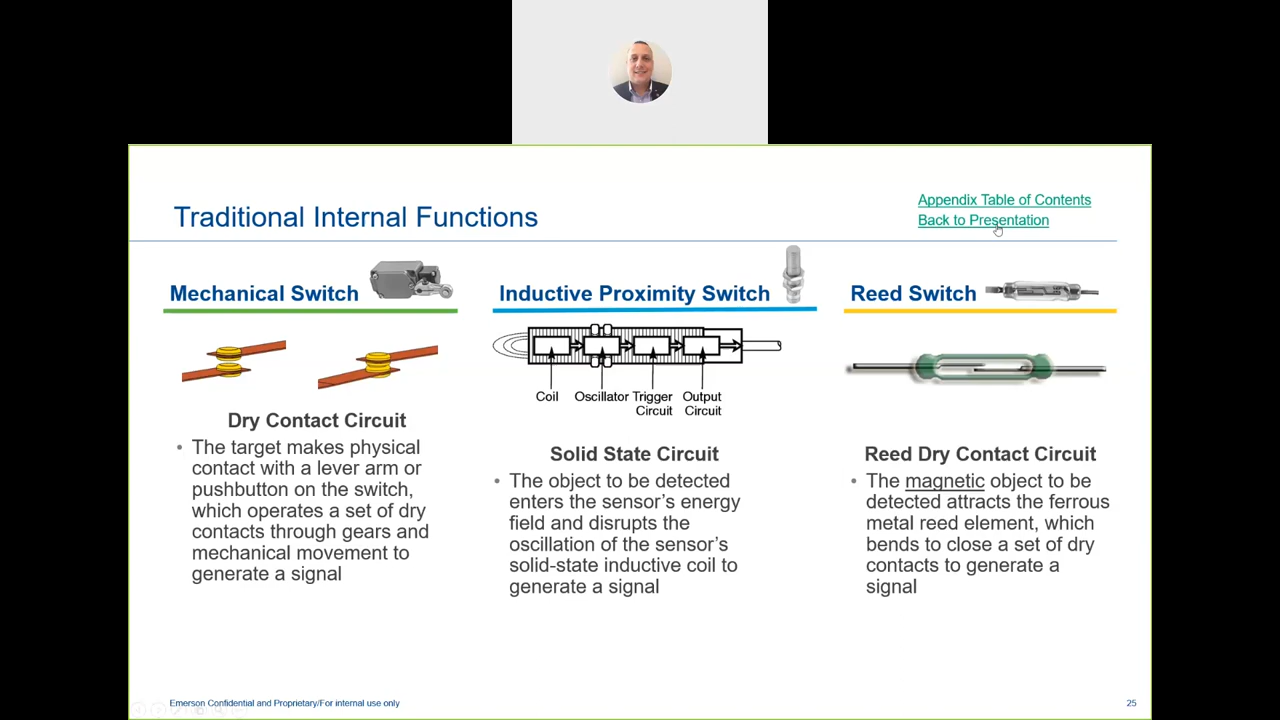 Appendix Table of Contents
Traditional Internal Functions
Back to Presentation
Mechanical Switch
Dry Contact Circuit
• The target makes physical
contact with a lever arm or
pushbutton on the switch,
which operates a set of dry
contacts through gears and
mechanical movement to
generate a signal
Inductive Proximity Switch
Coil
Oscillator
Trigger
Circuit
Output
Circuit
Solid State Circuit
• The object to be detected
enters the sensor’s energy
field and disrupts the
oscillation of the sensor’s
solid-state inductive coil to
generate a signal
Reed Switch
Reed Dry Contact Circuit
• The magnetic object to be
detected attracts the ferrous
metal reed element, which
bends to close a set of dry
contacts to generate a
signal
Emerson Confidential and Proprietary/For internal use only
25